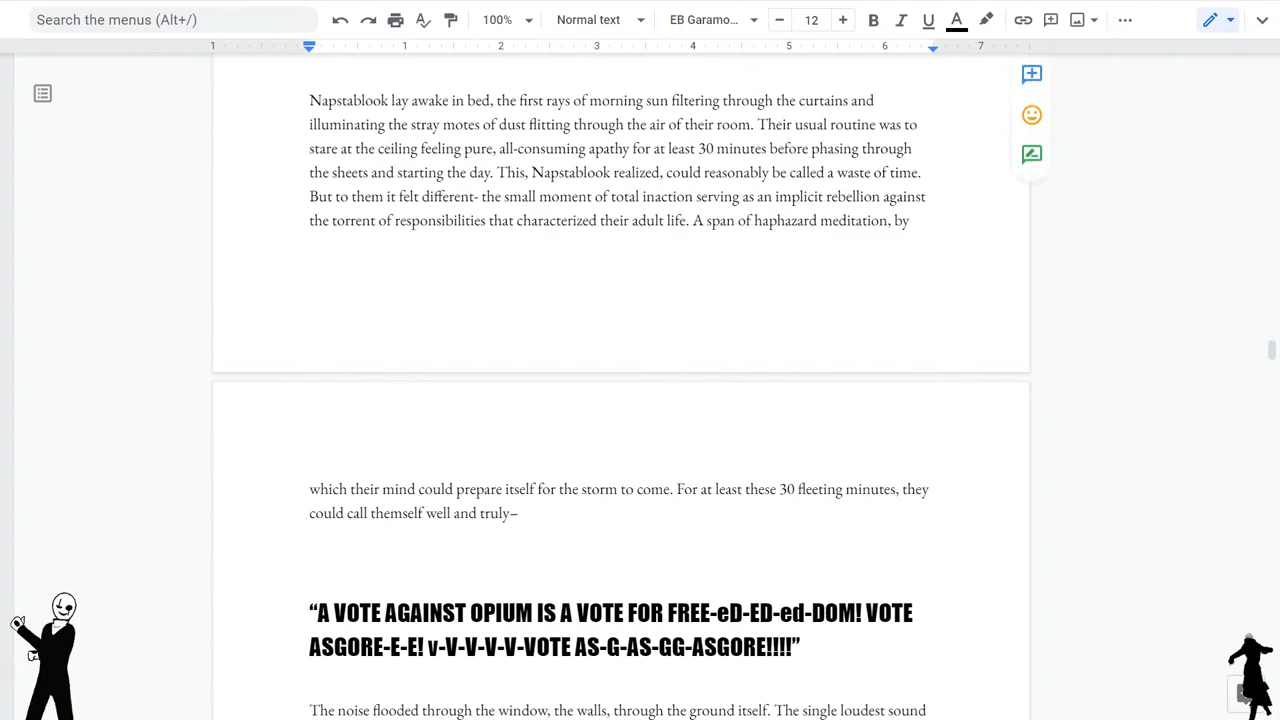 Search the menus (Alt+/)
100%
Normal text
EB Garamo...
12
B I U A
1 1 2 3 4 5 6 7
Napstablook lay awake in bed, the first rays of morning sun filtering through the curtains and
illuminating the stray motes of dust flitting through the air of their room. Their usual routine was to
stare at the ceiling feeling pure, all-consuming apathy for at least 30 minutes before phasing through
the sheets and starting the day. This, Napstablook realized, could reasonably be called a waste of time.
But to them it felt different- the small moment of total inaction serving as an implicit rebellion against
the torrent of responsibilities that characterized their adult life. A span of haphazard meditation, by
which their mind could prepare itself for the storm to come. For at least these 30 fleeting minutes, they
could call themself well and truly–
“A VOTE AGAINST OPIUM IS A VOTE FOR FREE-eD-ED-ed-DOM! VOTE
ASGORE-E-E! v-V-V-V-V-VOTE AS-G-AS-GG-ASGORE!!!!”
The noise flooded through the window, the walls, through the ground itself. The single loudest sound